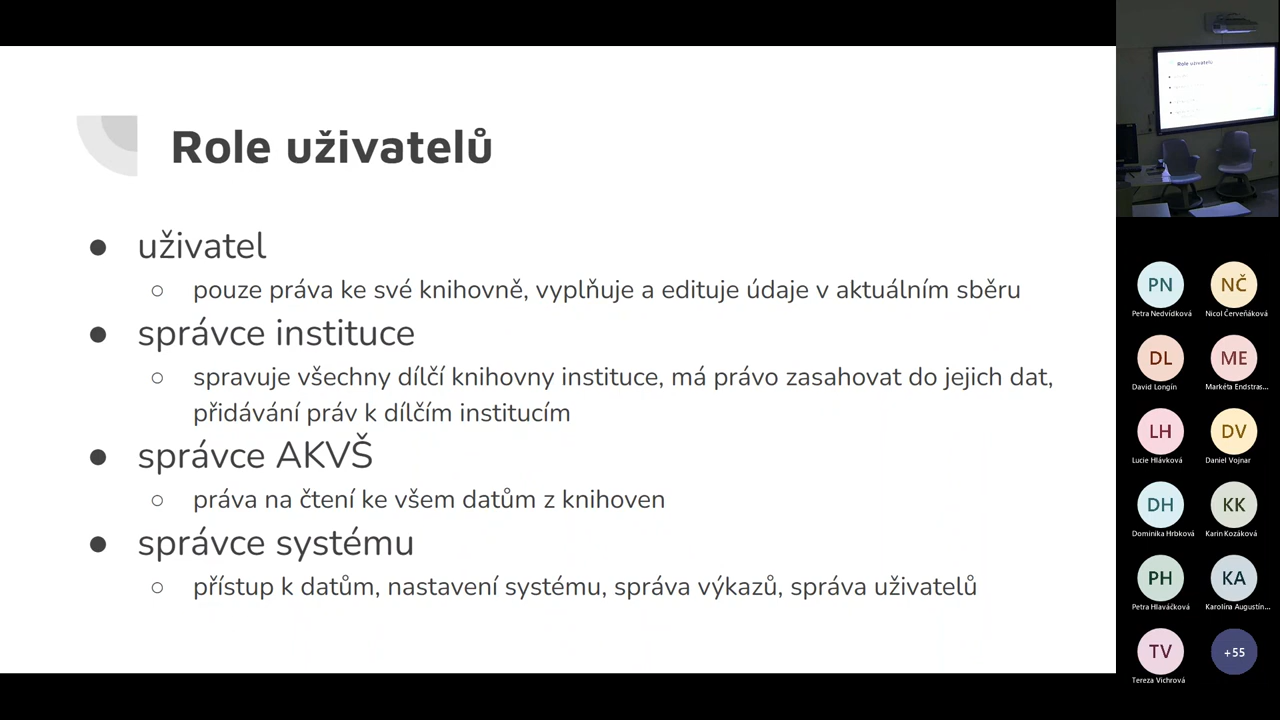 Role uživatelů
● uživatel
○ pouze práva ke své knihovně, vyplňuje a edituje údaje v aktuálním sběru
● správce instituce
○ spravuje všechny dílčí knihovny instituce, má právo zasahovat do jejich dat,
přidávání práv k dílčím institucím
● správce AKVŠ
○ práva na čtení ke všem datům z knihoven
● správce systému
○ přístup k datům, nastavení systému, správa výkazů, správa uživatelů
Role uživatelů
PN
Petra Nedvídková
NČ
Nicol Červeňáková
DL
David Longin
ME
Markéta Endstras...
LH
Lucie Hlávková
DV
Daniel Vojnar
DH
Dominika Hrbková
KK
Karin Kozáková
PH
Petra Hlaváčková
KA
Karolína Augustin...
TV
Tereza Vichrová
+55